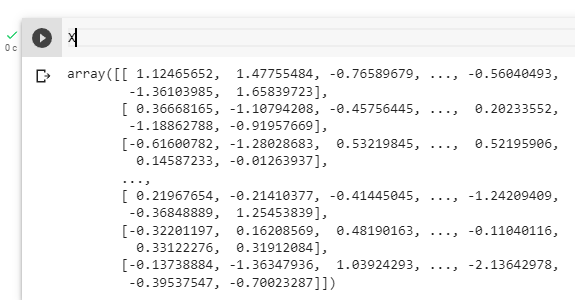 0 с
X
array([[ 1.12465652,  1.47755484, -0.76589679, ..., -0.56040493,
        -1.36103985,  1.65839723],
       [ 0.36668165, -1.10794208, -0.45756445, ...,  0.20233552,
        -1.18862788, -0.91957669],
       [-0.61600782, -1.28028683,  0.53219845, ...,  0.52195906,
         0.14587233, -0.01263937],
       ...,
       [ 0.21967654, -0.21410377, -0.41445045, ..., -1.24209409,
        -0.36848889,  1.25453839],
       [-0.32201197,  0.16208569,  0.48190163, ..., -0.11040116,
         0.33122276,  0.31912084],
       [-0.13738884, -1.36347936,  1.03924293, ..., -2.13642978,
        -0.39537547, -0.70023287]])